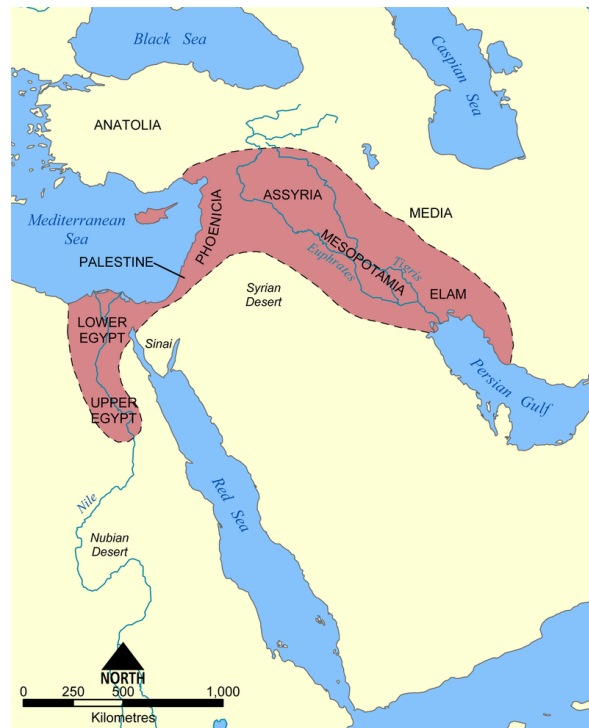 Black Sea
Caspian Sea
ANATOLIA
ASSYRIA
MEDIA
PHOENICIA
Mediterranean
Sea
MESOPOTAMIA
Tigris
Euphrates
PALESTINE
ELAM
Syrian
Desert
LOWER
EGYPT
Sinai
Persian Gulf
UPPER
EGYPT
Red Sea
Nile
Nubian
Desert
NORTH
0 250 500 1,000
Kilometres